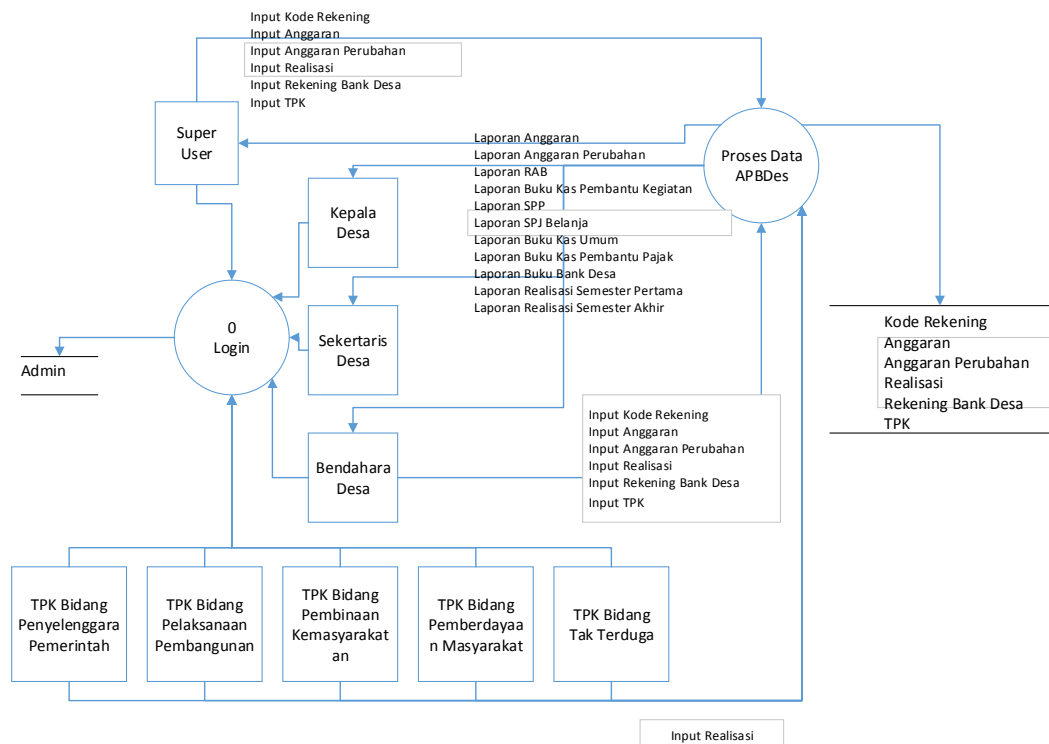 Input Kode Rekening
Input Anggaran
Input Anggaran Perubahan
Input Realisasi
Input Rekening Bank Desa
Input TPK
Super
User
Laporan Anggaran
Laporan Anggaran Perubahan
Laporan RAB
Laporan Buku Kas Pembantu Kegiatan
Laporan SPP
Laporan SPJ Belanja
Laporan Buku Kas Umum
Laporan Buku Kas Pembantu Pajak
Laporan Buku Bank Desa
Laporan Realisasi Semester Pertama
Laporan Realisasi Semester Akhir
Proses Data
APBDes
Kepala
Desa
0
Login
Sekertaris
Desa
Admin
Kode Rekening
Anggaran
Anggaran Perubahan
Realisasi
Rekening Bank Desa
TPK
Bendahara
Desa
Input Kode Rekening
Input Anggaran
Input Anggaran Perubahan
Input Realisasi
Input Rekening Bank Desa
Input TPK
TPK Bidang
Penyelenggara
Pemerintah
TPK Bidang
Pelaksanaan
Pembangunan
TPK Bidang
Pembinaan
Kemasyarakat
an
TPK Bidang
Pemberdayaa
n Masyarakat
TPK Bidang
Tak Terduga
Input Realisasi